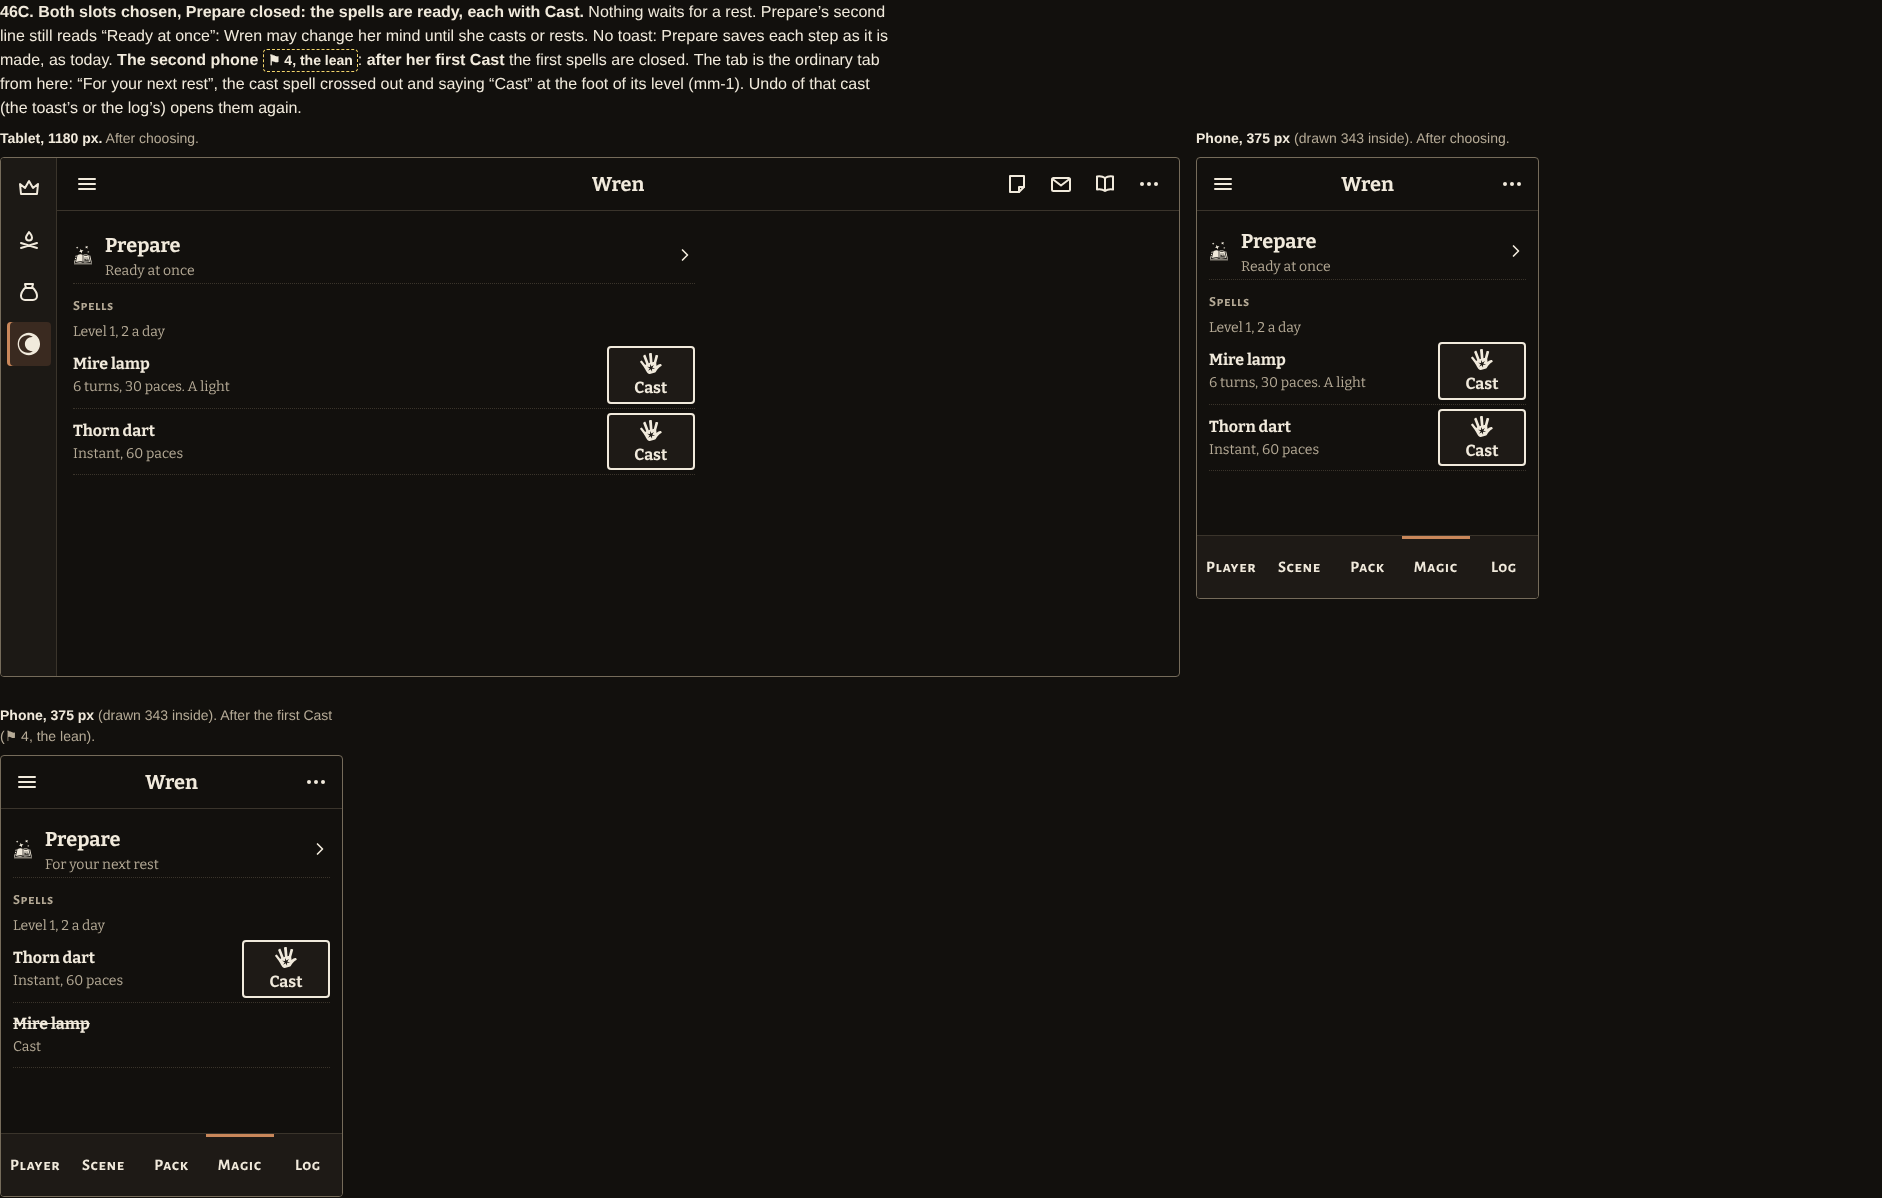 46C. Both slots chosen, Prepare closed: the spells are ready, each with Cast. Nothing waits for a rest. Prepare’s second
line still reads “Ready at once”: Wren may change her mind until she casts or rests. No toast: Prepare saves each step as it is
made, as today. The second phone ⚑ 4, the lean: after her first Cast the first spells are closed. The tab is the ordinary tab
from here: “For your next rest”, the cast spell crossed out and saying “Cast” at the foot of its level (mm-1). Undo of that cast
(the toast’s or the log’s) opens them again.
Tablet, 1180 px. After choosing.
Wren
Prepare
Ready at once
Spells
Level 1, 2 a day
Mire lamp
6 turns, 30 paces. A light
Cast
Thorn dart
Instant, 60 paces
Cast
Phone, 375 px (drawn 343 inside). After choosing.
Wren
Prepare
Ready at once
Spells
Level 1, 2 a day
Mire lamp
6 turns, 30 paces. A light
Cast
Thorn dart
Instant, 60 paces
Cast
Player Scene Pack Magic Log
Phone, 375 px (drawn 343 inside). After the first Cast
(⚑ 4, the lean).
Wren
Prepare
For your next rest
Spells
Level 1, 2 a day
Thorn dart
Instant, 60 paces
Cast
Mire lamp
Cast
Player Scene Pack Magic Log